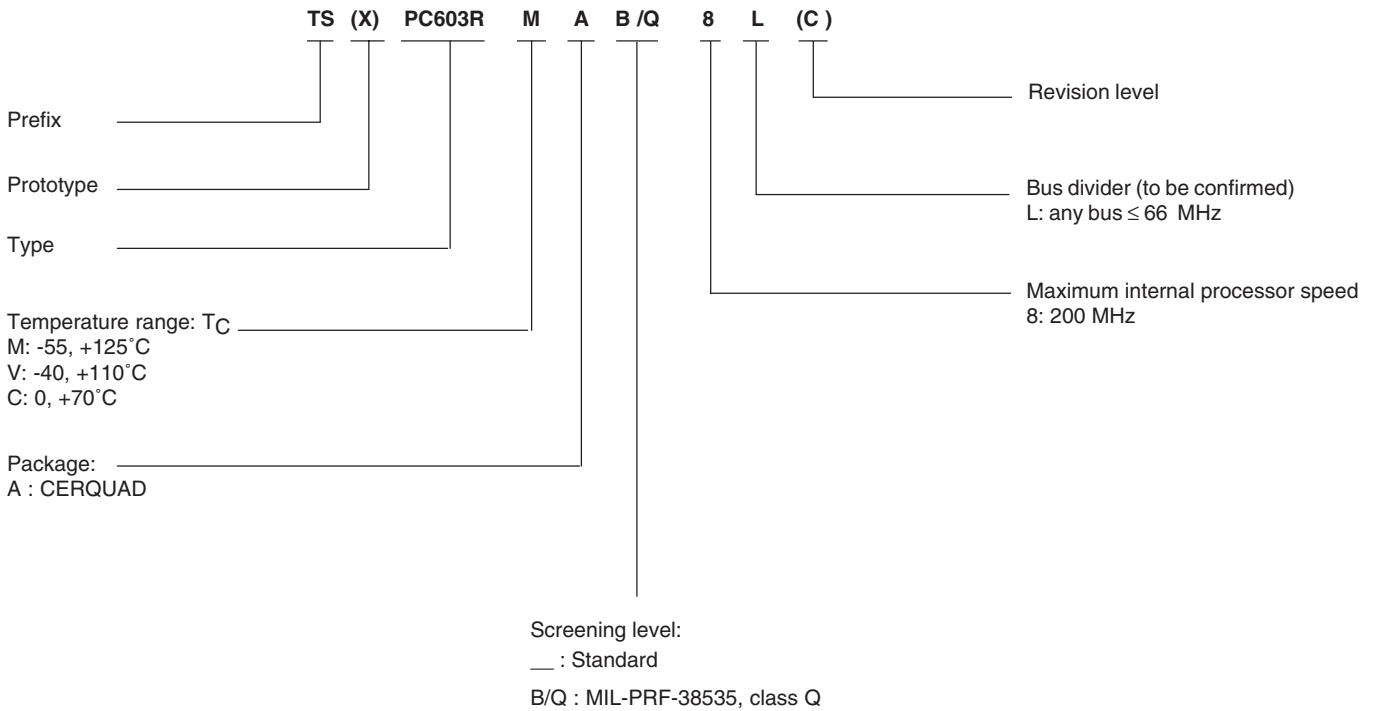 TS (X) PC603R M A B /Q 8 L (C )
Prefix
Prototype
Type
Temperature range: TC
M: -55, +125˚C
V: -40, +110˚C
C: 0, +70˚C
Package:
A : CERQUAD
Screening level:
__ : Standard
B/Q : MIL-PRF-38535, class Q
Revision level
Bus divider (to be confirmed)
L: any bus ≤ 66 MHz
Maximum internal processor speed
8: 200 MHz